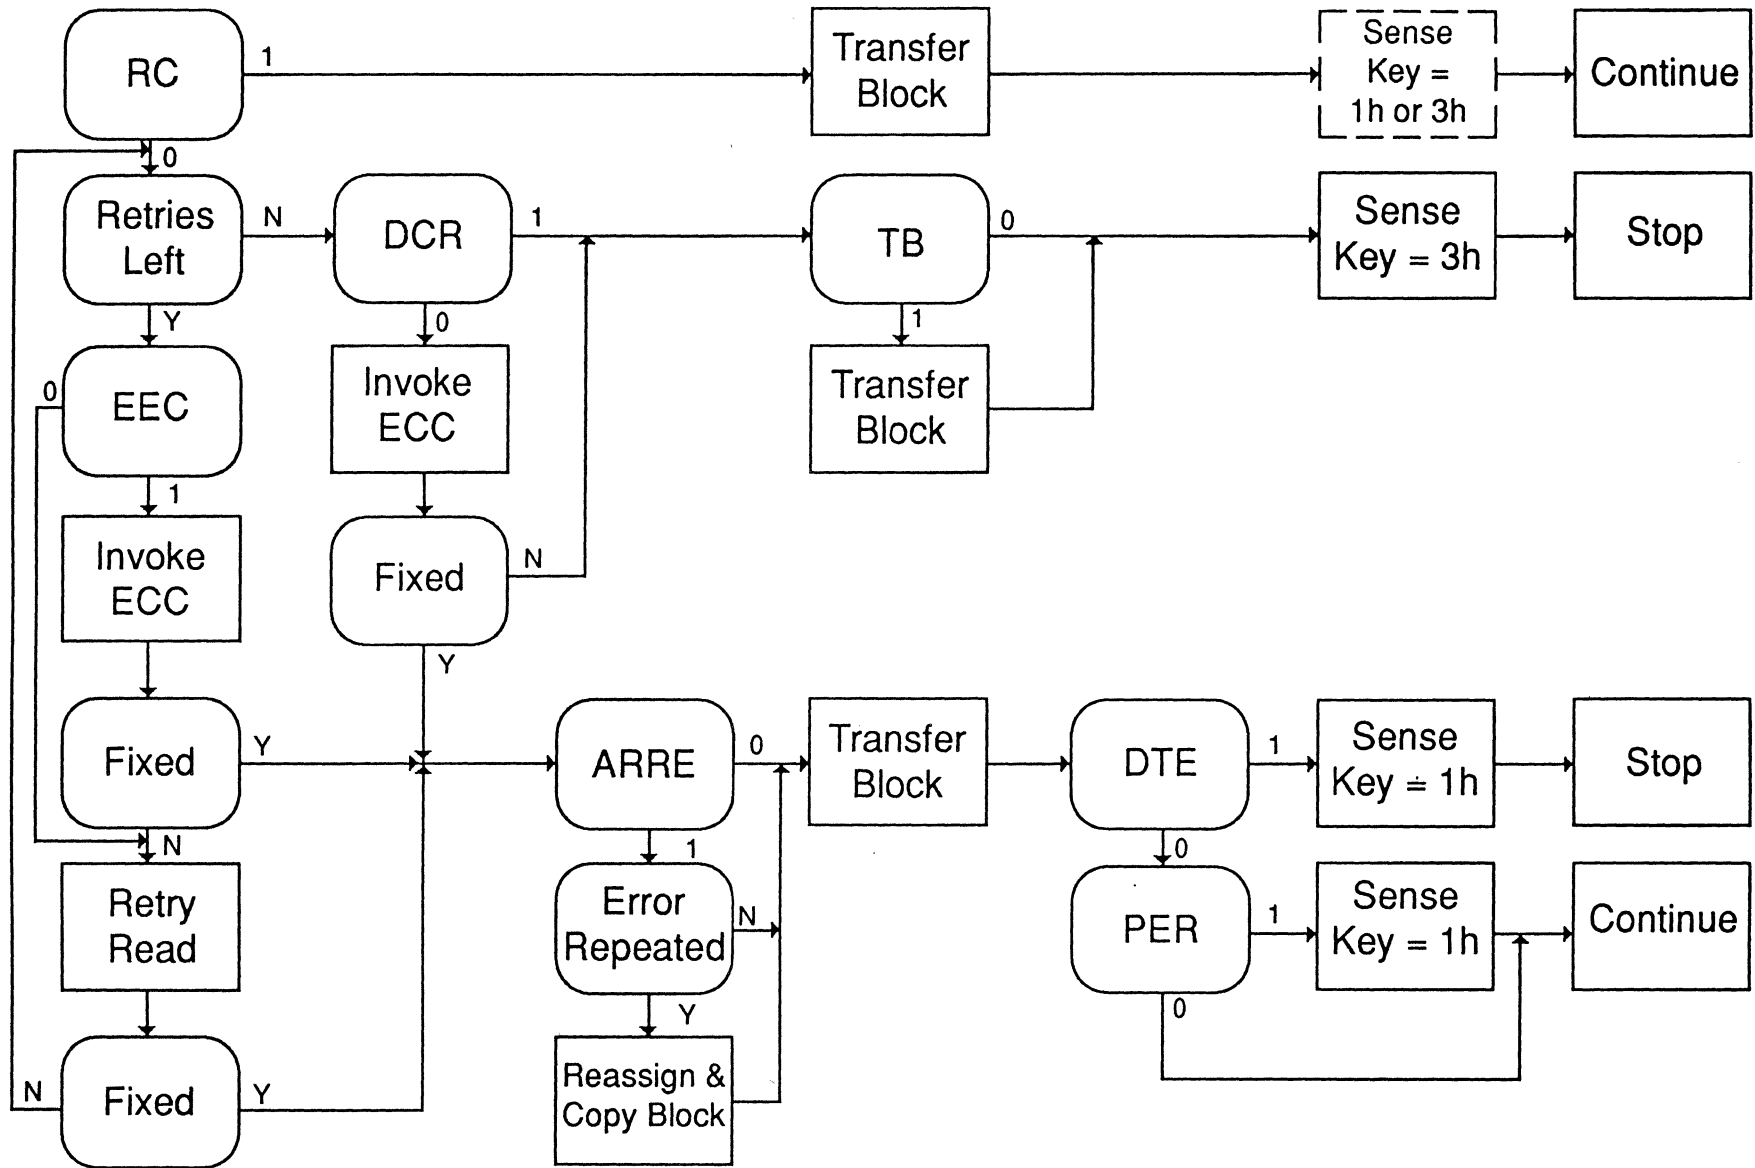 RC
1
Transfer
Block
Sense
Key =
1h or 3h
Continue
0
Retries
Left
N
DCR
1
TB
0
Sense
Key = 3h
Stop
Y
0
1
EEC
0
Invoke
ECC
Transfer
Block
1
Invoke
ECC
Fixed
N
Y
Fixed
Y
ARRE
0
Transfer
Block
DTE
1
Sense
Key = 1h
Stop
N
1
0
Retry
Read
Error
Repeated
N
PER
1
Sense
Key = 1h
Continue
Y
0
Fixed
N
Y
Reassign &
Copy Block